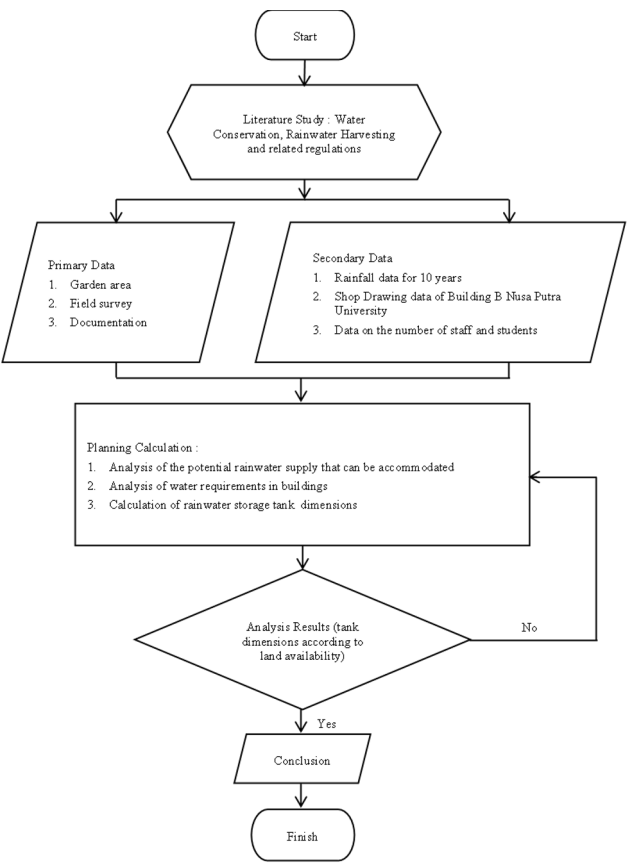 Start
Literature Study : Water
Conservation, Rainwater Harvesting
and related regulations
Primary Data
1. Garden area
2. Field survey
3. Documentation
Secondary Data
1. Rainfall data for 10 years
2. Shop Drawing data of Building B Nusa Putra
University
3. Data on the number of staff and students
Planning Calculation :
1. Analysis of the potential rainwater supply that can be accommodated
2. Analysis of water requirements in buildings
3. Calculation of rainwater storage tank dimensions
Analysis Results (tank
dimensions according to
land availability)
No
Yes
Conclusion
Finish